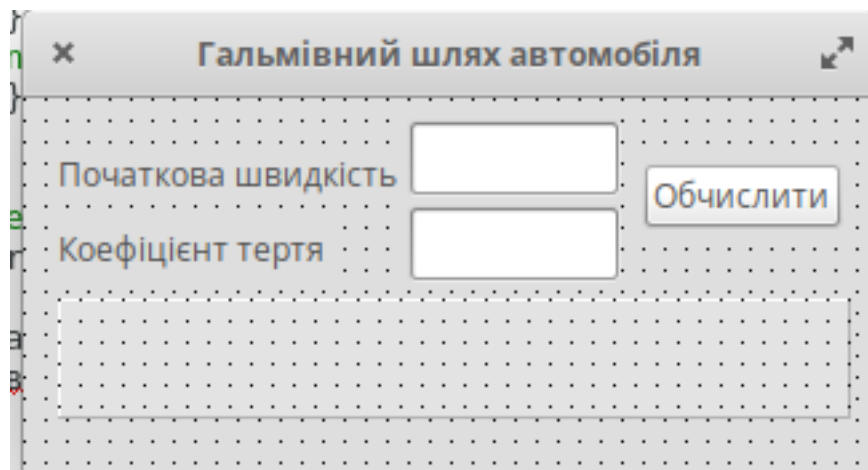 Гальмівний шлях автомобіля
Початкова швидкість
Обчислити
Коефіцієнт тертя